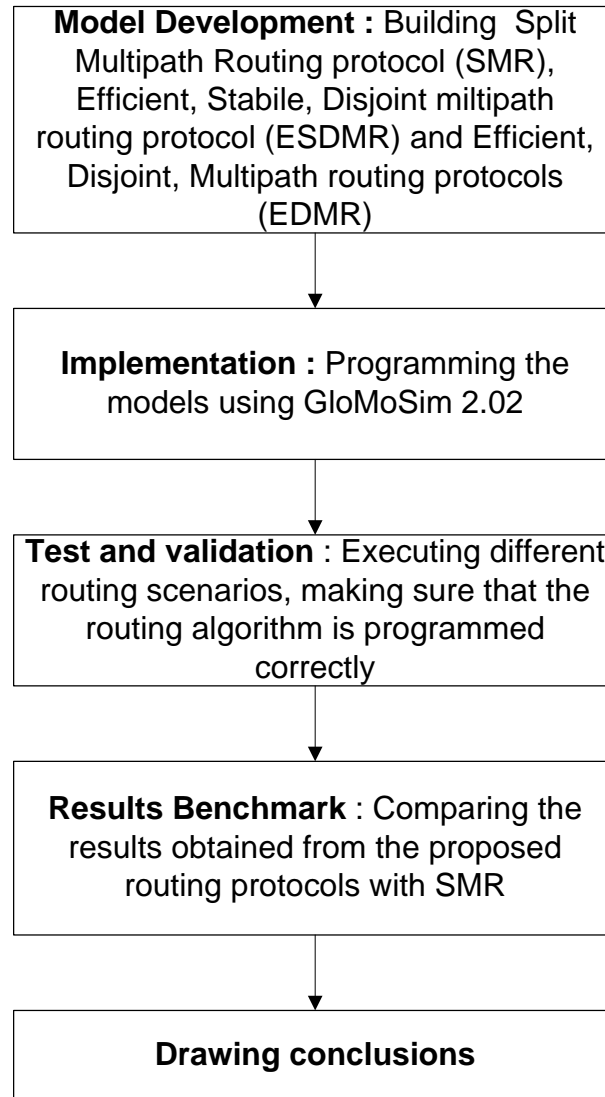 Model Development : Building Split
Multipath Routing protocol (SMR),
Efficient, Stabile, Disjoint miltipath
routing protocol (ESDMR) and Efficient,
Disjoint, Multipath routing protocols
(EDMR)
Implementation : Programming the
models using GloMoSim 2.02
Test and validation : Executing different
routing scenarios, making sure that the
routing algorithm is programmed
correctly
Results Benchmark : Comparing the
results obtained from the proposed
routing protocols with SMR
Drawing conclusions